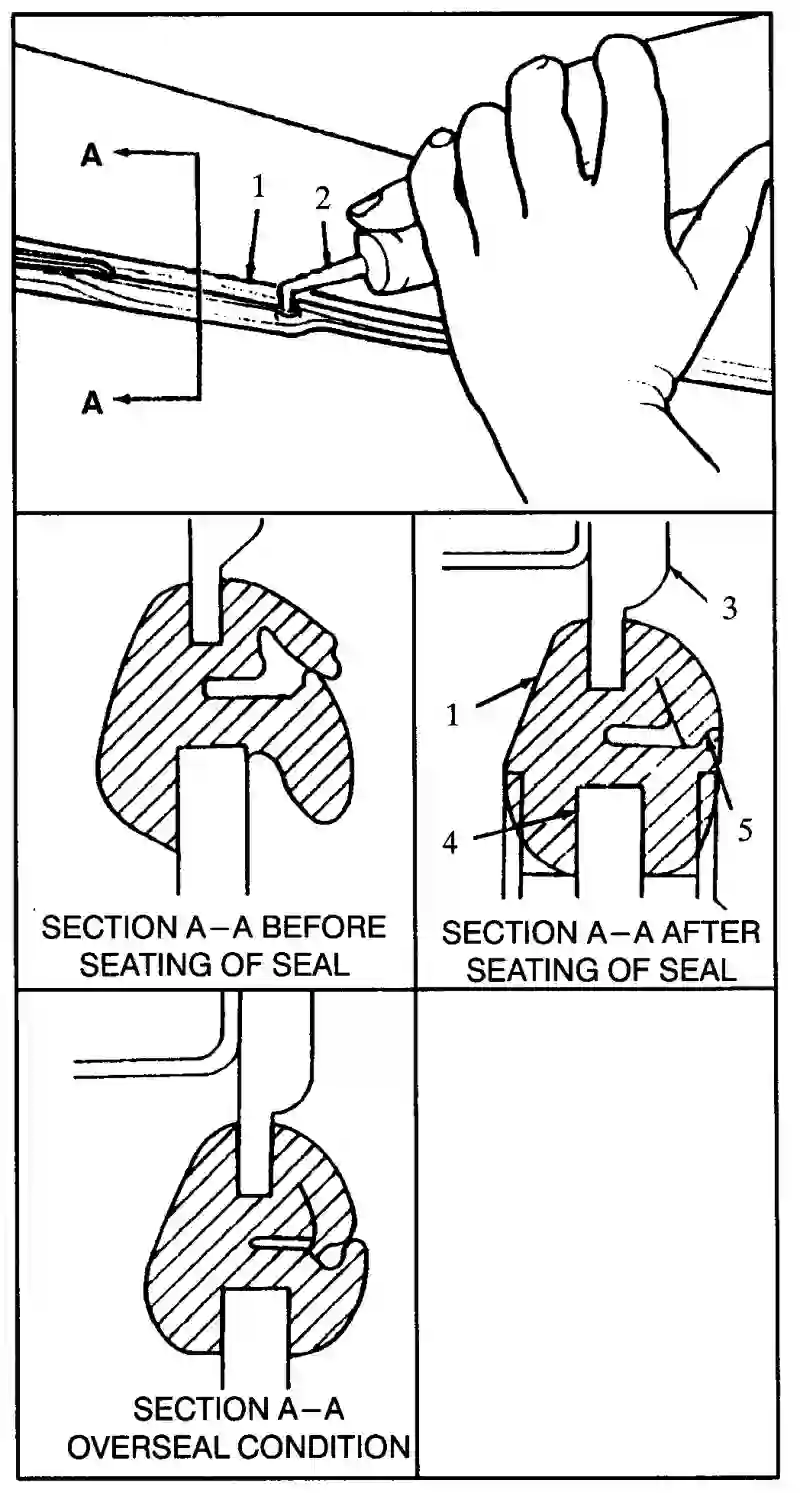 A
1
2
A
3
1
4
5
SECTION A–A BEFORE
SEATING OF SEAL
SECTION A–A AFTER
SEATING OF SEAL
SECTION A–A
OVERSEAL CONDITION